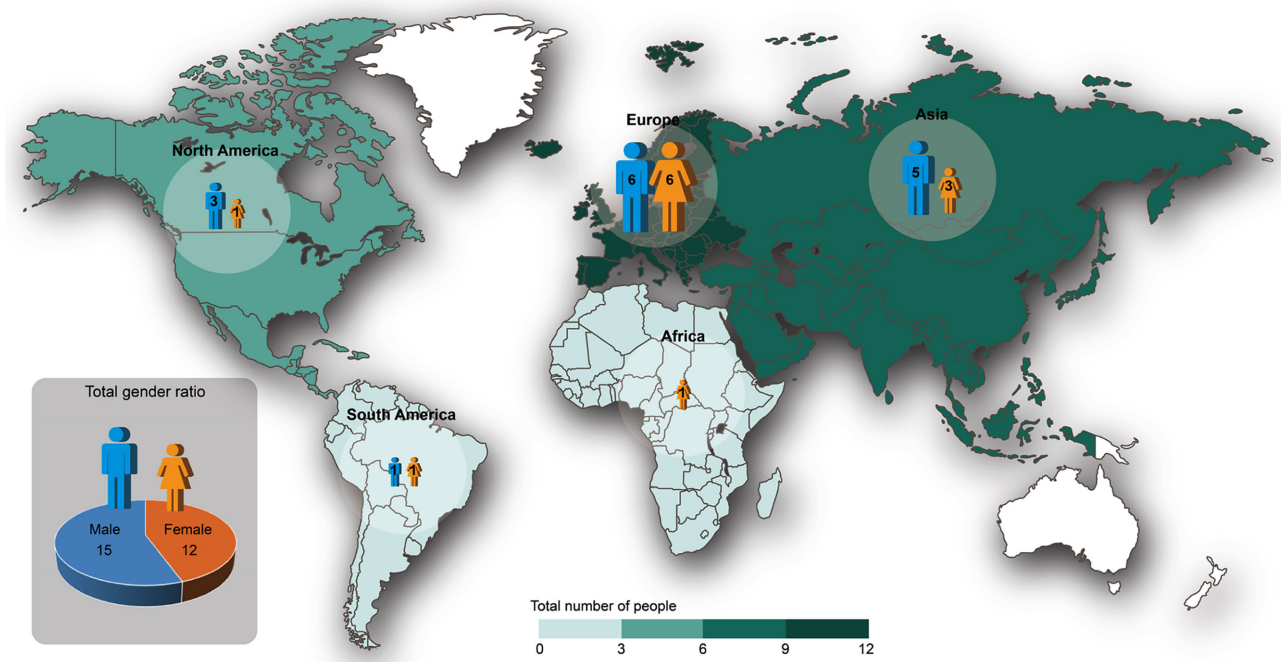 Europe
Asia
North America
5
6 6
3
3
1
Africa
1
Total gender ratio
South America
1 1
Male Female
15 12
Total number of people
0 3 6 9 12